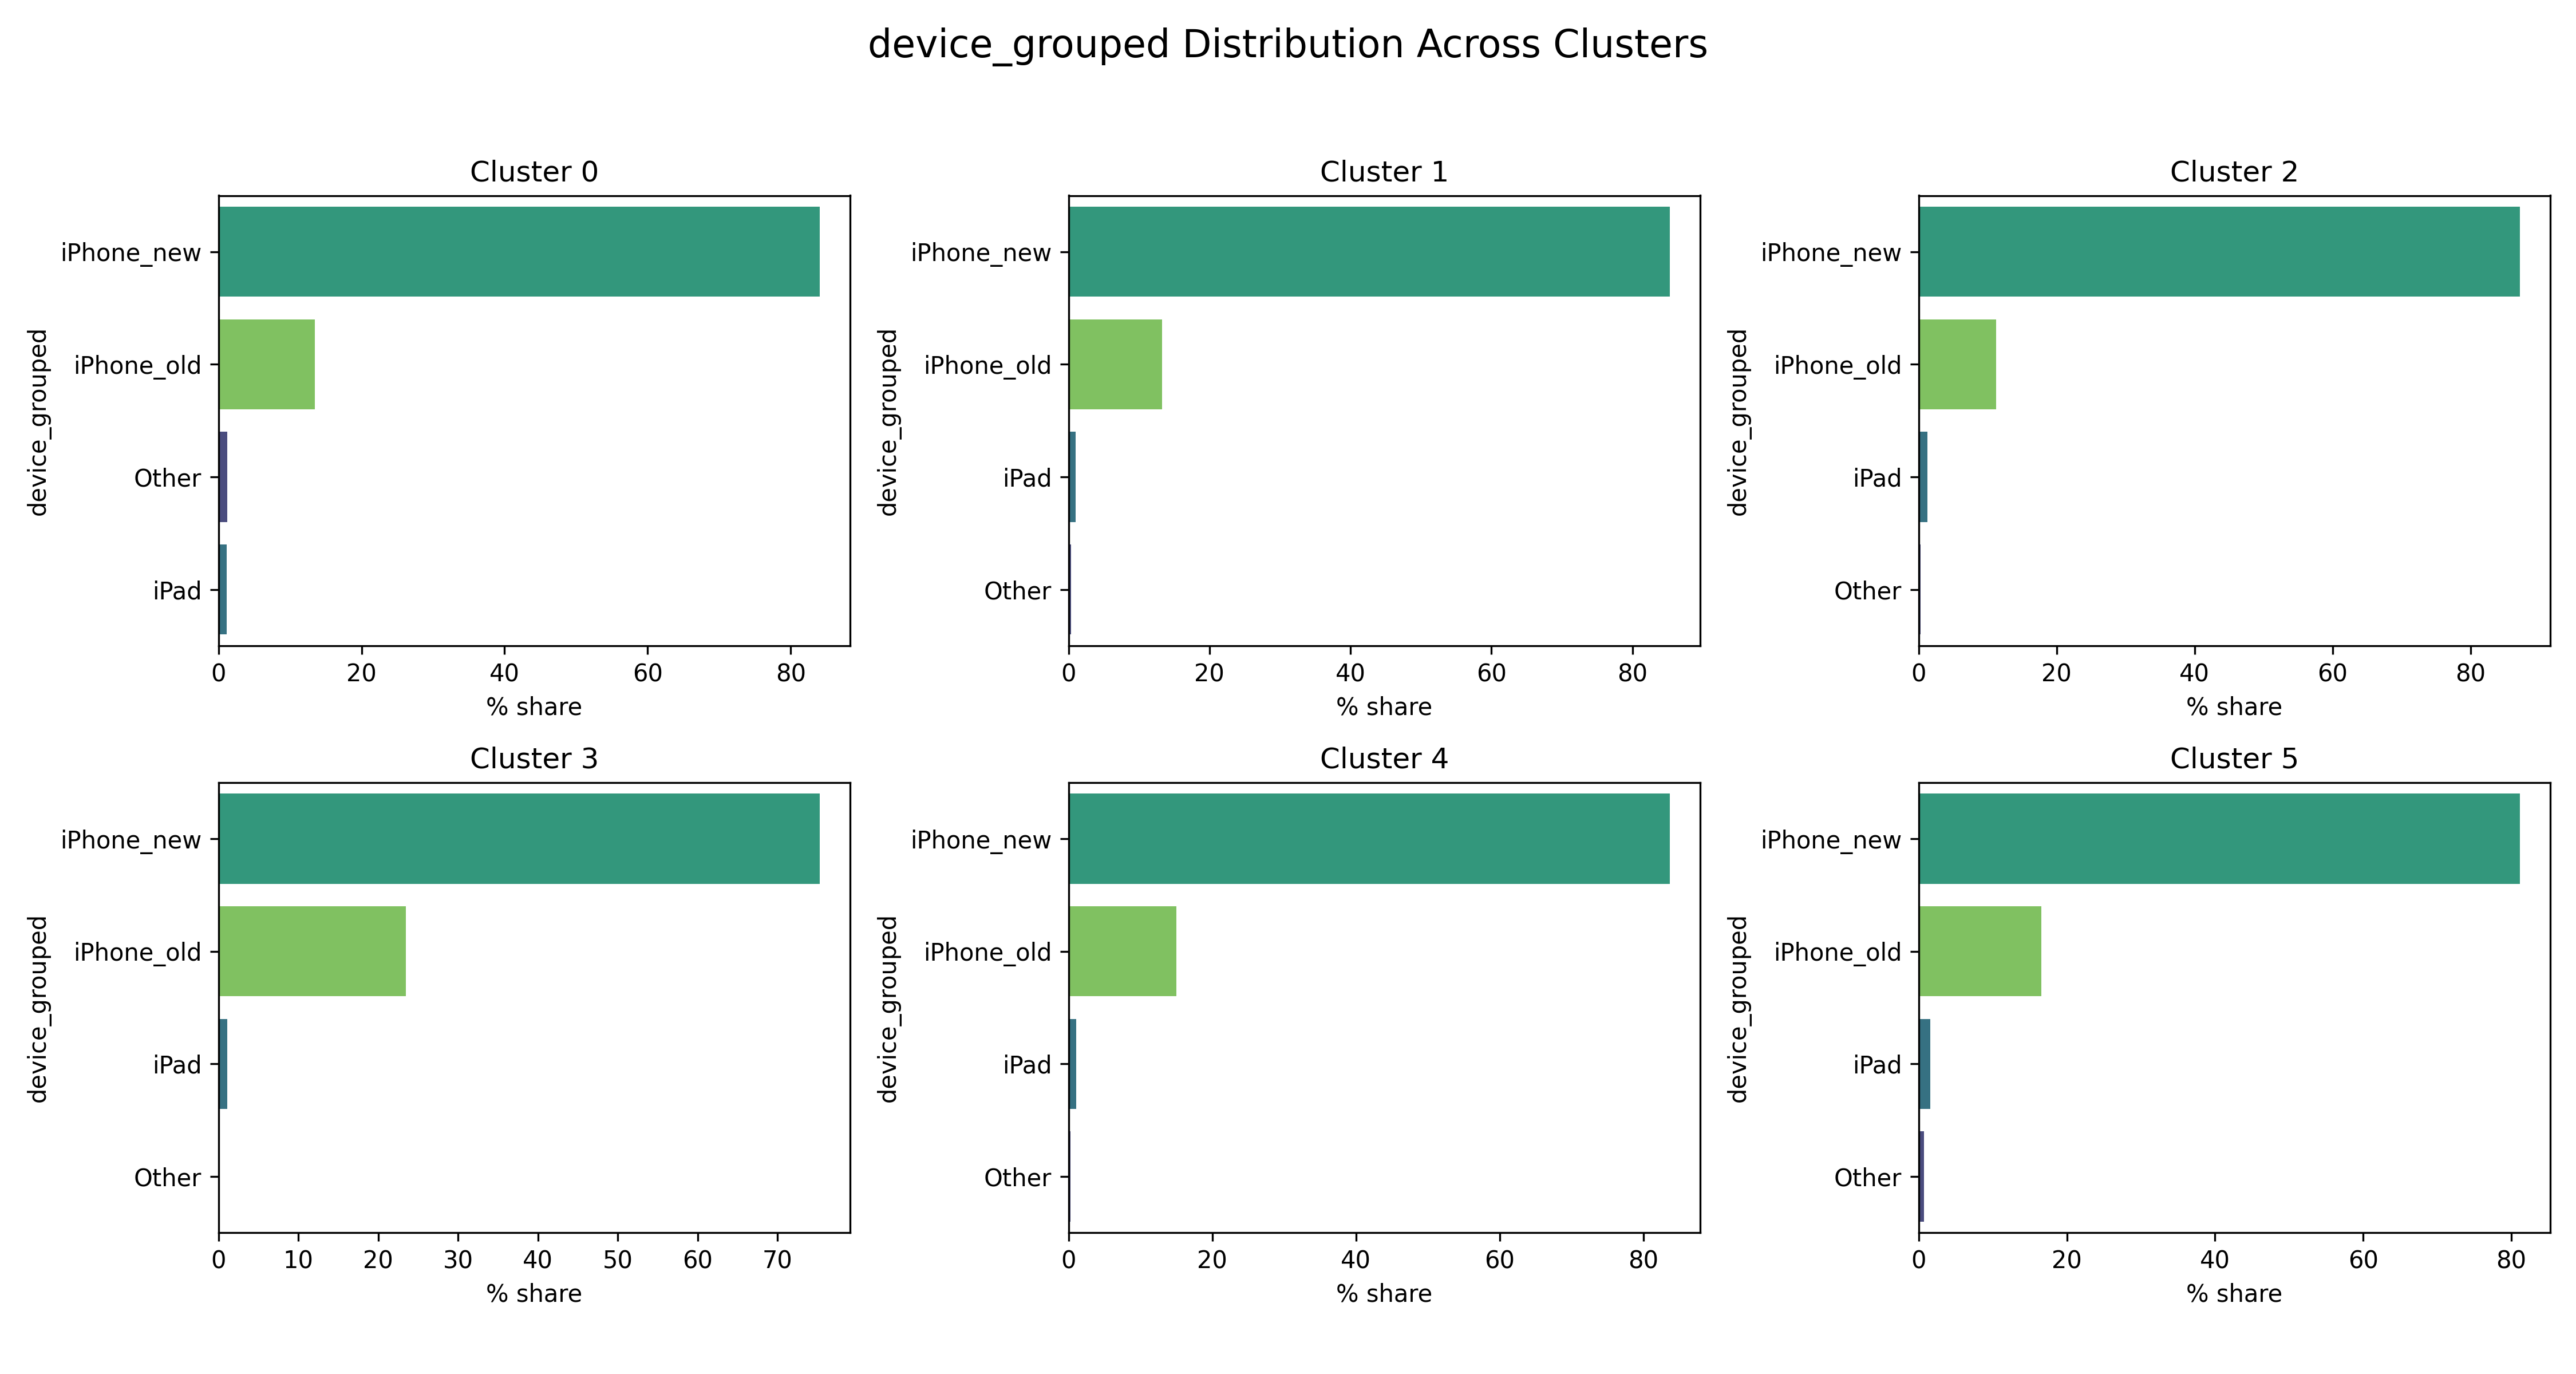 device_grouped Distribution Across Clusters
Cluster 0
device_grouped
iPhone_new
iPhone_old
Other
iPad
0 20 40 60 80
% share
Cluster 1
device_grouped
iPhone_new
iPhone_old
iPad
Other
0 20 40 60 80
% share
Cluster 2
device_grouped
iPhone_new
iPhone_old
iPad
Other
0 20 40 60 80
% share
Cluster 3
device_grouped
iPhone_new
iPhone_old
iPad
Other
0 10 20 30 40 50 60 70
% share
Cluster 4
device_grouped
iPhone_new
iPhone_old
iPad
Other
0 20 40 60 80
% share
Cluster 5
device_grouped
iPhone_new
iPhone_old
iPad
Other
0 20 40 60 80
% share